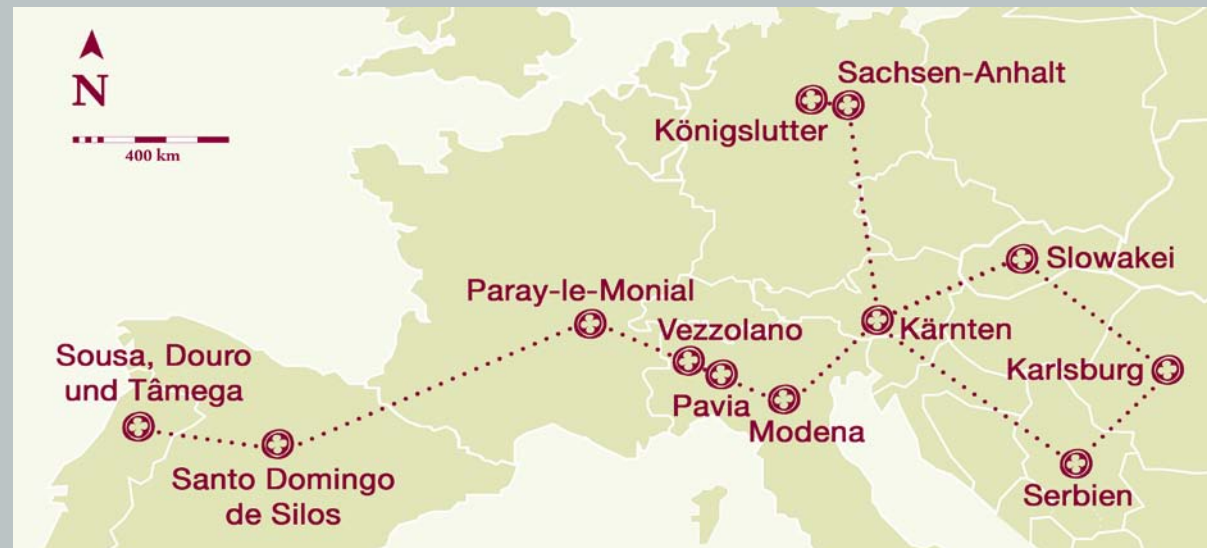 N
400 km
Sachsen-Anhalt
Königslutter
Slowakei
Paray-le-Monial
Vezzolano
Kärnten
Sousa, Douro
und Tâmega
Karlsburg
Pavia
Modena
Santo Domingo
de Silos
Serbien